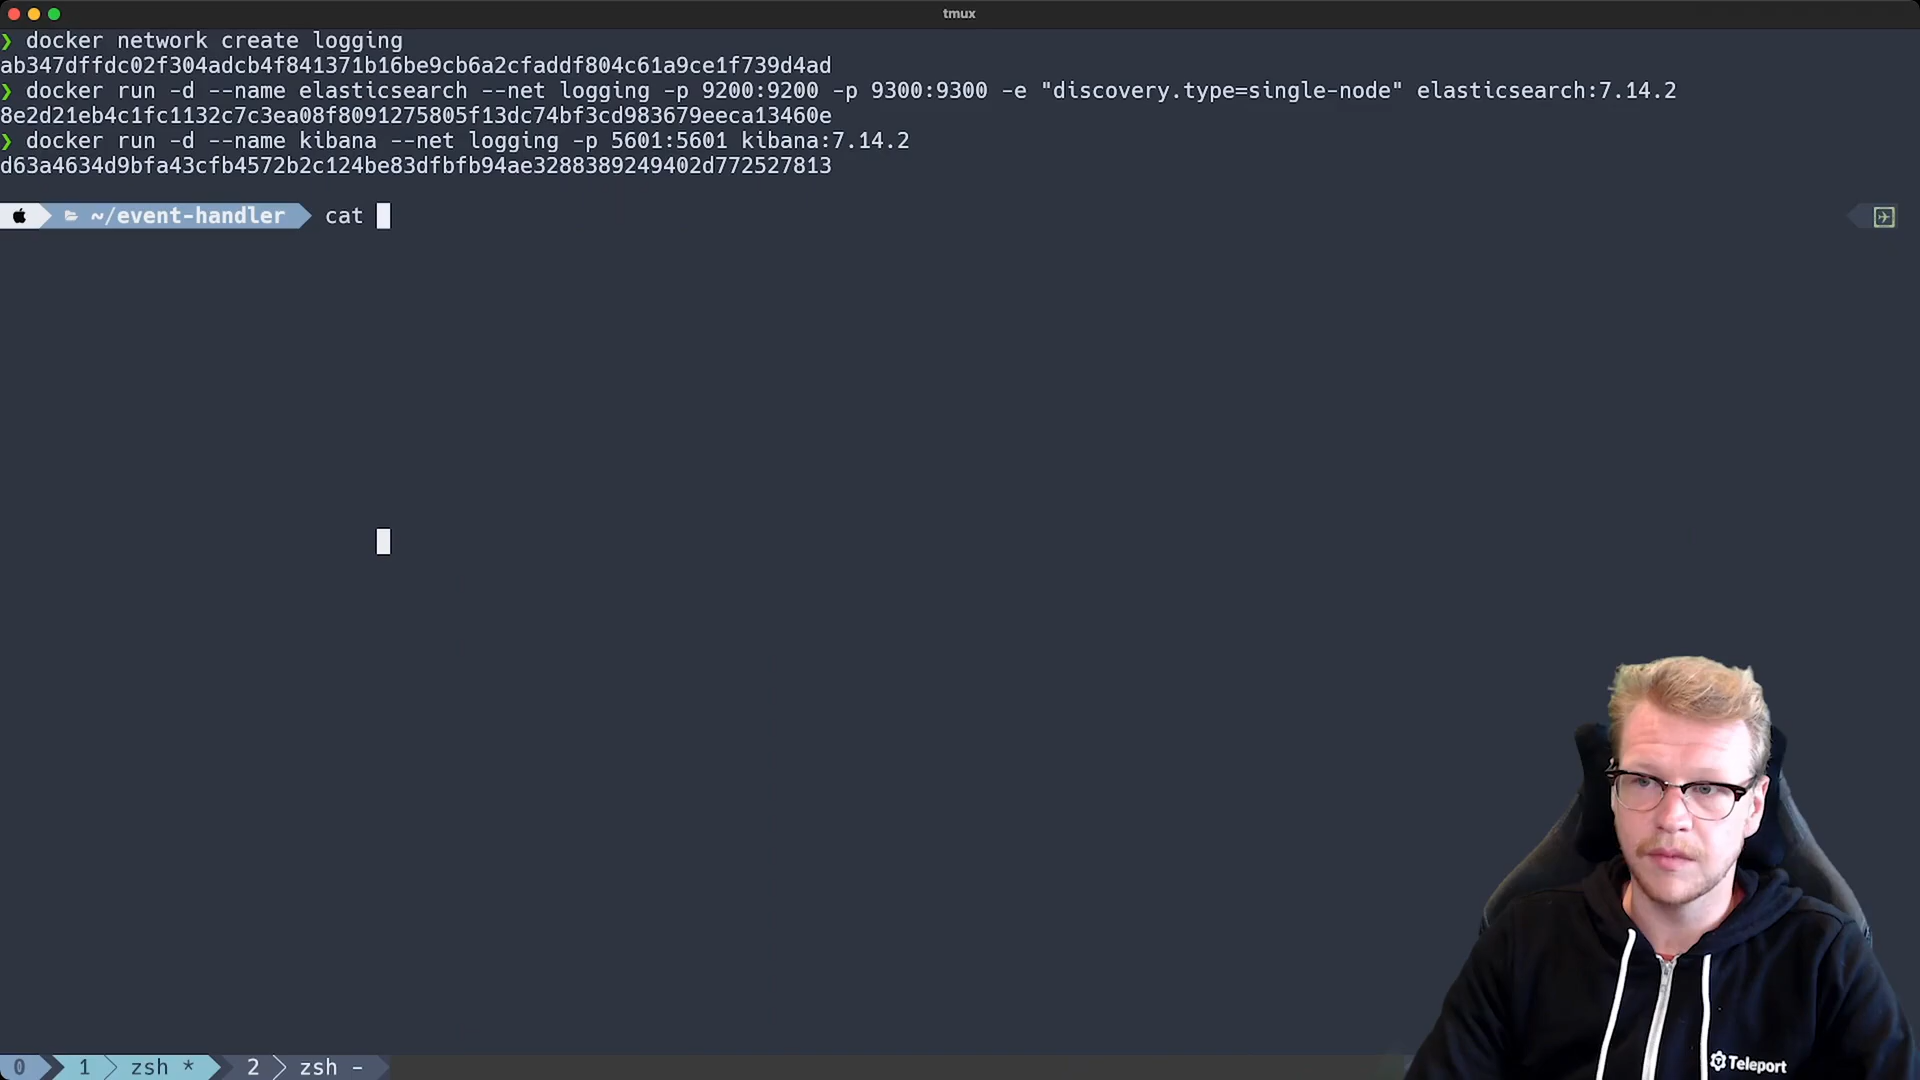 tmux
❯ docker network create logging
ab347dffdc02f304adcb4f841371b16be9cb6a2cfaddf804c61a9ce1f739d4ad
❯ docker run -d --name elasticsearch --net logging -p 9200:9200 -p 9300:9300 -e "discovery.type=single-node" elasticsearch:7.14.2
8e2d21eb4c1fc1132c7c3ea08f8091275805f13dc74bf3cd983679eeca13460e
❯ docker run -d --name kibana --net logging -p 5601:5601 kibana:7.14.2
d63a4634d9bfa43cfb4572b2c124be83dfbfb94ae3288389249402d772527813
~/event-handler cat
Teleport
0 1 zsh * 2 zsh -